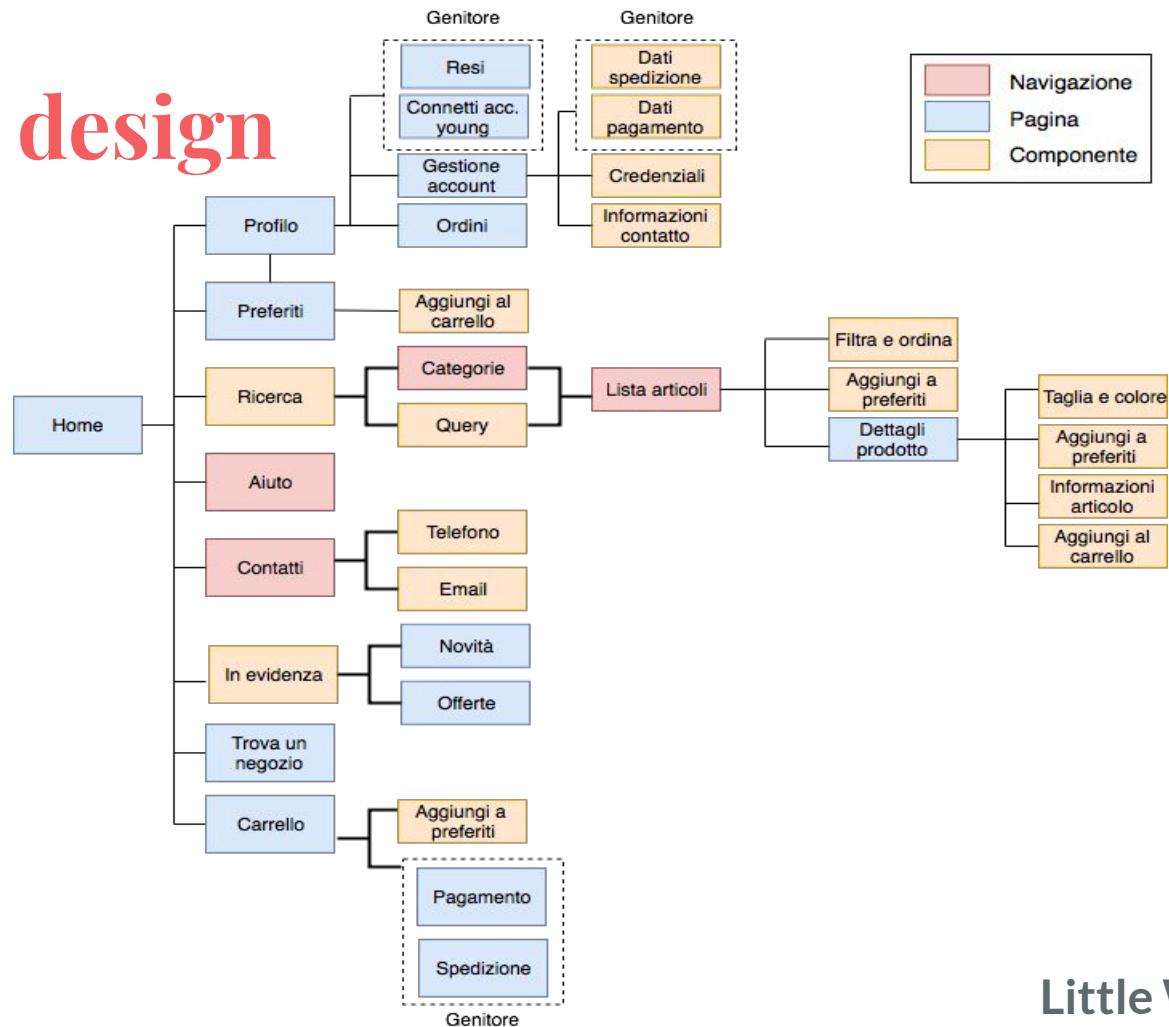 design
Genitore
Genitore
Resi
Connetti acc.
young
Gestione
account
Ordini
Dati
spedizione
Dati
pagamento
Credenziali
Informazioni
contatto
Navigazione
Pagina
Componente
Home
Profilo
Preferiti
Aggiungi al
carrello
Ricerca
Categorie
Query
Lista articoli
Filtra e ordina
Aggiungi a
preferiti
Dettagli
prodotto
Taglia e colore
Aggiungi a
preferiti
Informazioni
articolo
Aggiungi al
carrello
Aiuto
Contatti
Telefono
Email
In evidenza
Novità
Offerte
Trova un
negozio
Carrello
Aggiungi a
preferiti
Pagamento
Spedizione
Genitore
Little